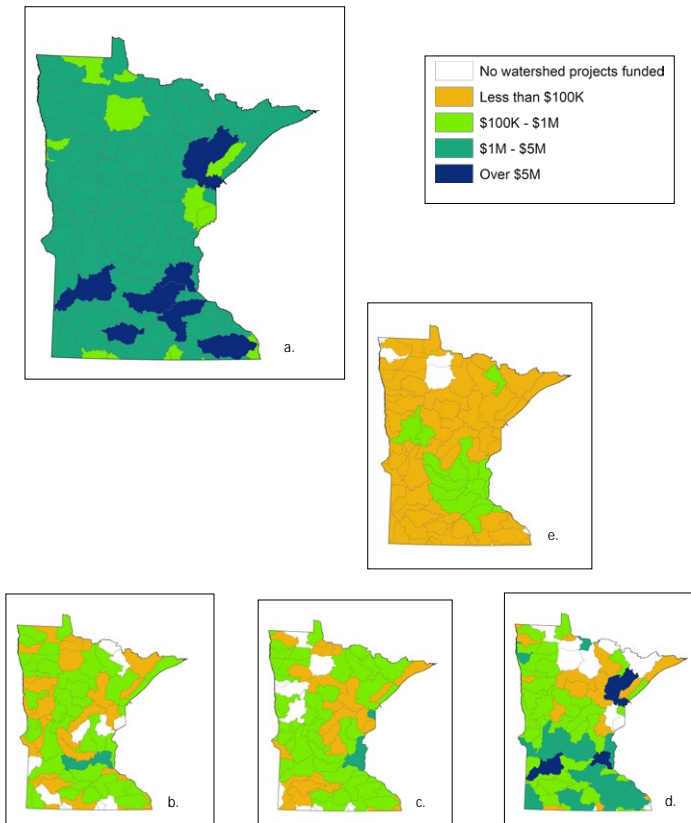 No watershed projects funded
Less than $100K
$100K - $1M
$1M - $5M
Over $5M
a.
e.
b.
c.
d.